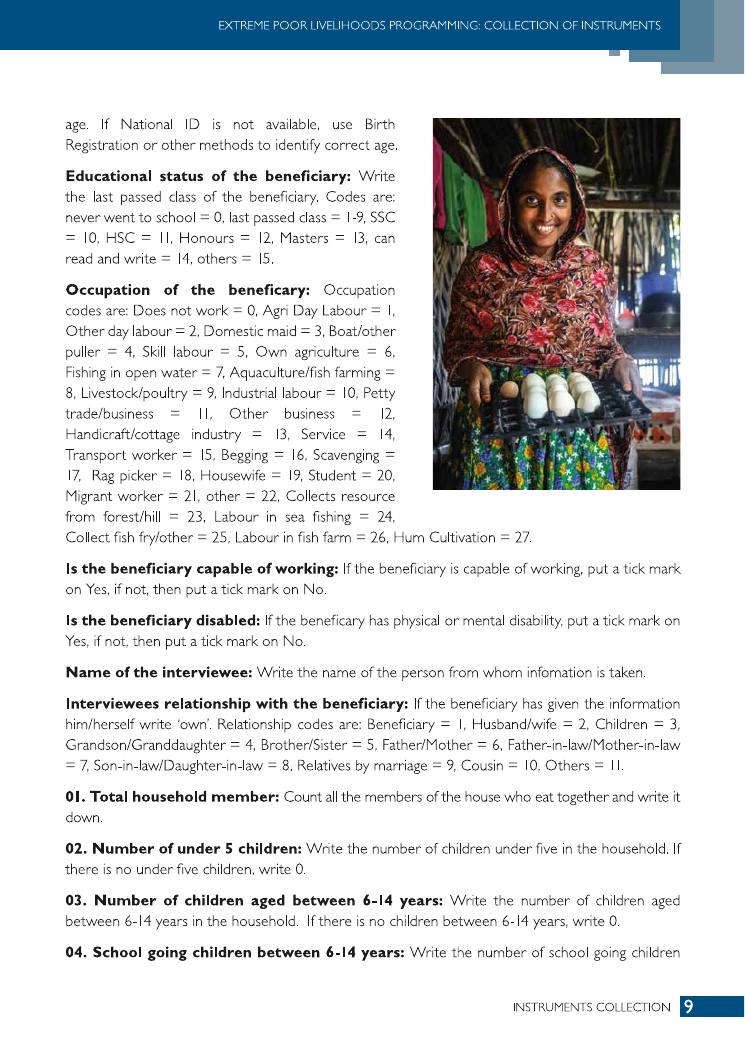 EXTREME POOR LIVELIHOODS PROGRAMMING: COLLECTION OF INSTRUMENTS
age. If National ID is not available, use Birth
Registration or other methods to identify correct age.
Educational status of the beneficiary: Write
the last passed class of the beneficiary. Codes are:
never went to school = 0, last passed class = 1-9, SSC
= 10, HSC = 11, Honours = 12, Masters = 13, can
read and write = 14, others = 15.
Occupation of the beneficary: Occupation
codes are: Does not work = 0, Agri Day Labour = 1,
Other day labour = 2, Domestic maid = 3, Boat/other
puller = 4, Skill labour = 5, Own agriculture = 6,
Fishing in open water = 7, Aquaculture/fish farming =
8, Livestock/poultry = 9, Industrial labour = 10, Petty
trade/business = 11, Other business = 12,
Handicraft/cottage industry = 13, Service = 14,
Transport worker = 15, Begging = 16, Scavenging =
17, Rag picker = 18, Housewife = 19, Student = 20,
Migrant worker = 21, other = 22, Collects resource
from forest/hill = 23, Labour in sea fishing = 24,
Collect fish fry/other = 25, Labour in fish farm = 26, Hum Cultivation = 27.
Is the beneficiary capable of working: If the beneficiary is capable of working, put a tick mark
on Yes, if not, then put a tick mark on No.
Is the beneficiary disabled: If the beneficary has physical or mental disability, put a tick mark on
Yes, if not, then put a tick mark on No.
Name of the interviewee: Write the name of the person from whom infomation is taken.
Interviewees relationship with the beneficiary: If the beneficiary has given the information
him/herself write ‘own’. Relationship codes are: Beneficiary = 1, Husband/wife = 2, Children = 3,
Grandson/Granddaughter = 4, Brother/Sister = 5, Father/Mother = 6, Father-in-law/Mother-in-law
= 7, Son-in-law/Daughter-in-law = 8, Relatives by marriage = 9, Cousin = 10, Others = 11.
01. Total household member: Count all the members of the house who eat together and write it
down.
02. Number of under 5 children: Write the number of children under five in the household. If
there is no under five children, write 0.
03. Number of children aged between 6-14 years: Write the number of children aged
between 6-14 years in the household. If there is no children between 6-14 years, write 0.
04. School going children between 6-14 years: Write the number of school going children
INSTRUMENTS COLLECTION 9